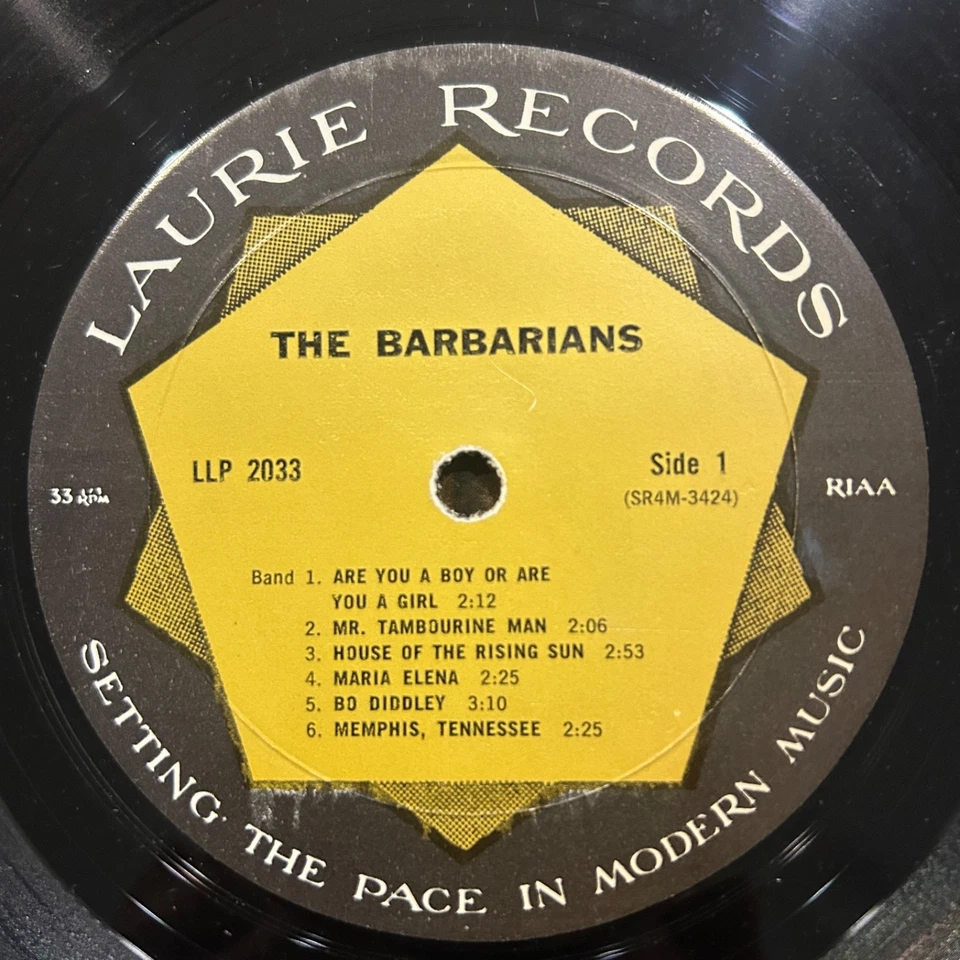 LAURIE RECORDS
THE BARBARIANS
LLP 2033
Side 1
(SR4M-3424)
33 1/3 RPM
RIAA
Band 1. ARE YOU A BOY OR ARE
YOU A GIRL 2:12
2. MR. TAMBOURINE MAN 2:06
3. HOUSE OF THE RISING SUN 2:53
4. MARIA ELENA 2:25
5. BO DIDDLEY 3:10
6. MEMPHIS, TENNESSEE 2:25
SETTING THE PACE IN MODERN MUSIC